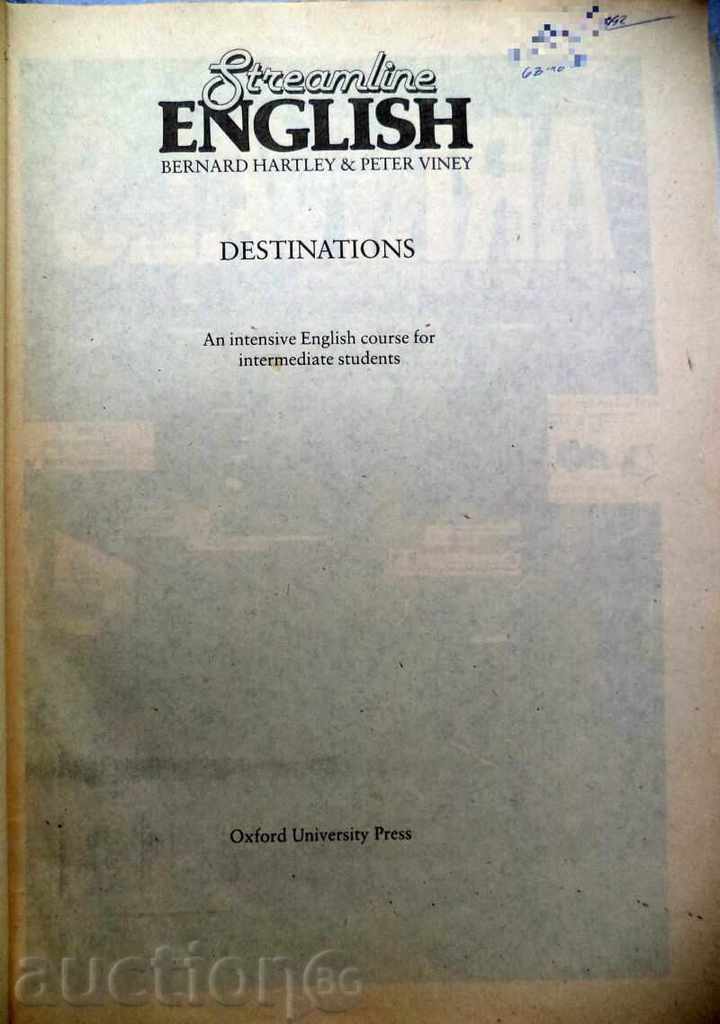 Streamline
ENGLISH
BERNARD HARTLEY & PETER VINEY
DESTINATIONS
An intensive English course for
intermediate students
Oxford University Press
auction BG